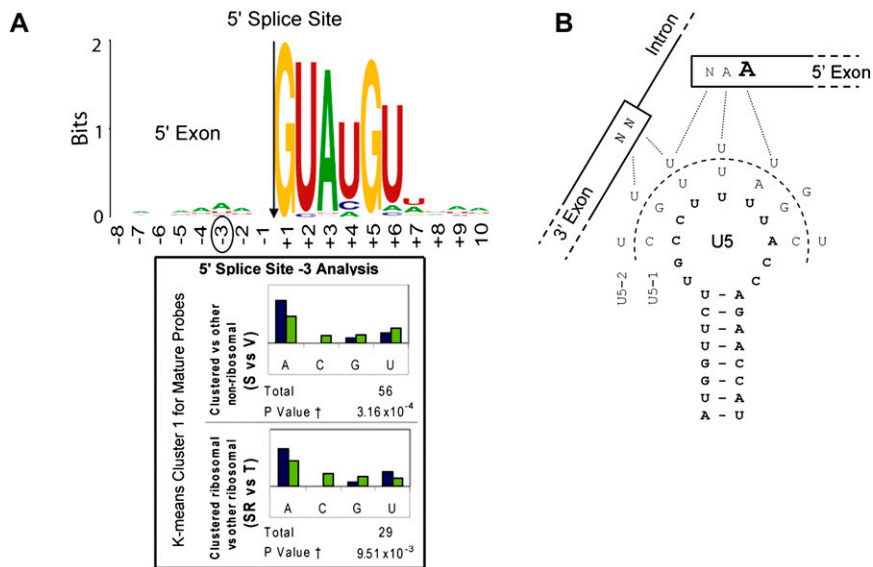 A
5' Splice Site
2
1
0
Bits
5' Exon
G U A U G U U
C A C A
-8 -7 -6 -5 -4 -3 -2 -1 +1 +2 +3 +4 +5 +6 +7 +8 +9 10
5' Splice Site -3 Analysis
K-means Cluster 1 for Mature Probes
Clustered vs other
non-ribosomal
(S vs V)
A C G U
Total 56
P Value † 3.16 x10⁻⁴
Clustered ribosomal
vs other ribosomal
(SR vs T)
A C G U
Total 29
P Value † 9.51 x10⁻³
B
Intron
N A A
5' Exon
N N
3' Exon
U
U U
U U A G
U G U U U G
C U
U C C U5 A C U
C C
G C
U5-2 U5-1
U
U – A
C – G
U – A
U – A
G – C
G – C
U – A
A – U